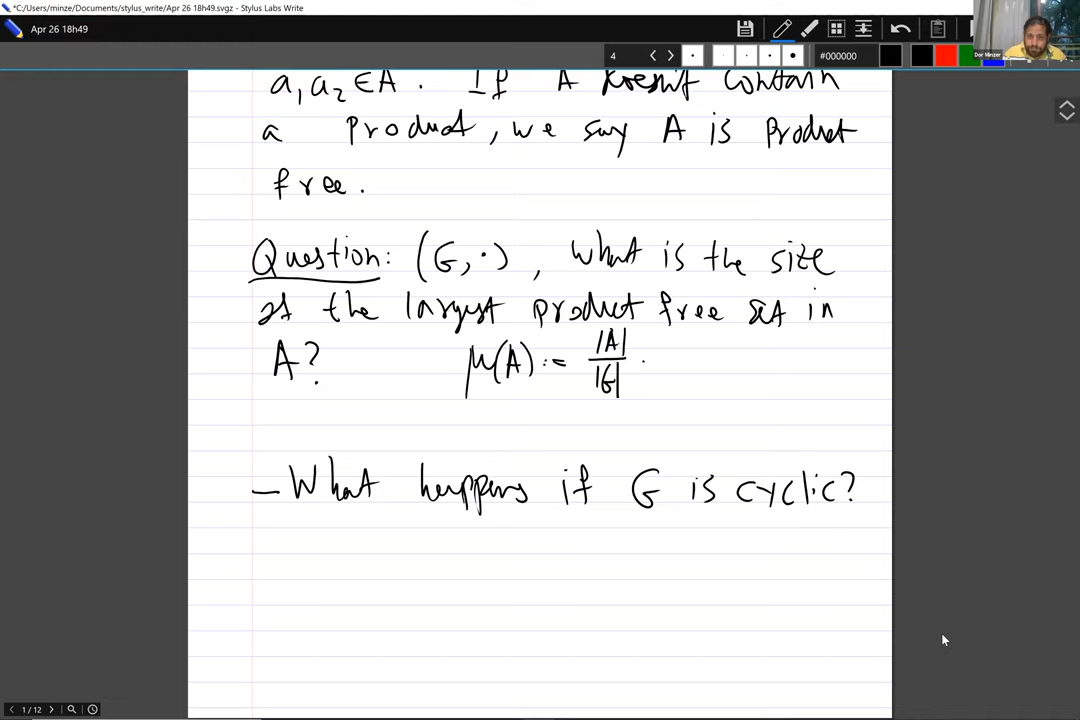 *C:/Users/minze/Documents/stylus_write/Apr 26 18h49.svgz - Stylus Labs Write
Apr 26 18h49
4
#000000
Dor Minzer
a₁ a₂ ∈ A. If A doesn't contain
a product, we say A is product
free.
Question: (G,·), what is the size
of the largest product free set in
A? μ(A) := |A|/|G|.
- What happens if G is cyclic?
1/12